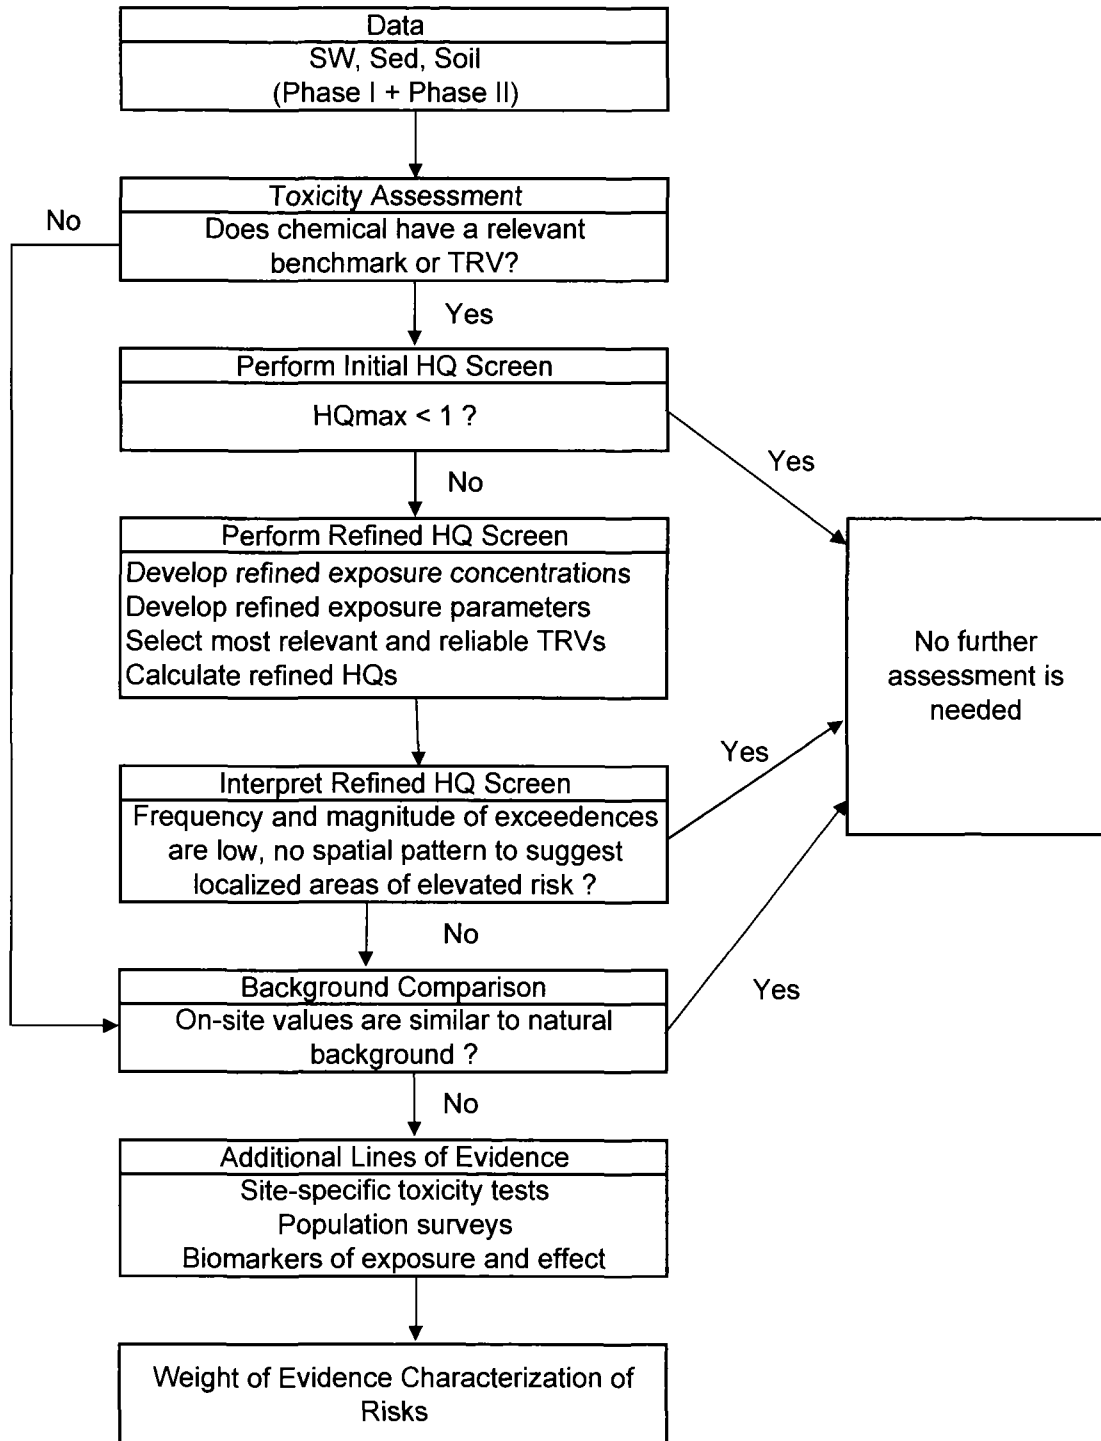 Data
SW, Sed, Soil
(Phase I + Phase II)
Toxicity Assessment
No
Does chemical have a relevant
benchmark or TRV?
Yes
Perform Initial HQ Screen
HQmax < 1 ?
Yes
No
Perform Refined HQ Screen
Develop refined exposure concentrations
Develop refined exposure parameters
Select most relevant and reliable TRVs
Calculate refined HQs
No further
assessment is
needed
Yes
Interpret Refined HQ Screen
Frequency and magnitude of exceedences
are low, no spatial pattern to suggest
localized areas of elevated risk ?
No
Background Comparison
Yes
On-site values are similar to natural
background ?
No
Additional Lines of Evidence
Site-specific toxicity tests
Population surveys
Biomarkers of exposure and effect
Weight of Evidence Characterization of
Risks